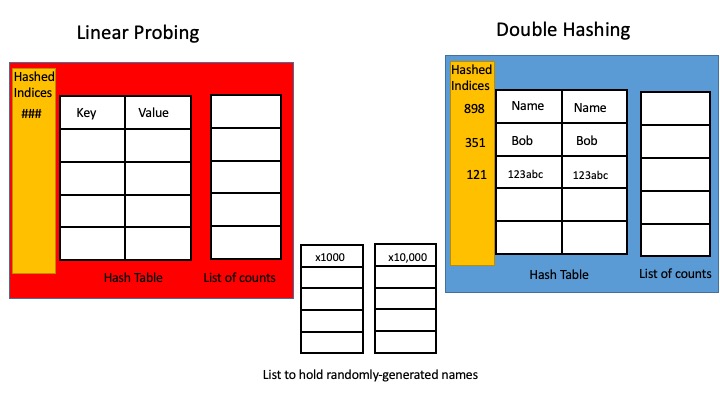 Linear Probing
Hashed
Indices
###
Key Value
Hash Table
List of counts
Double Hashing
Hashed
Indices
898 Name Name
351 Bob Bob
121 123abc 123abc
Hash Table
List of counts
x1000
x10,000
List to hold randomly-generated names